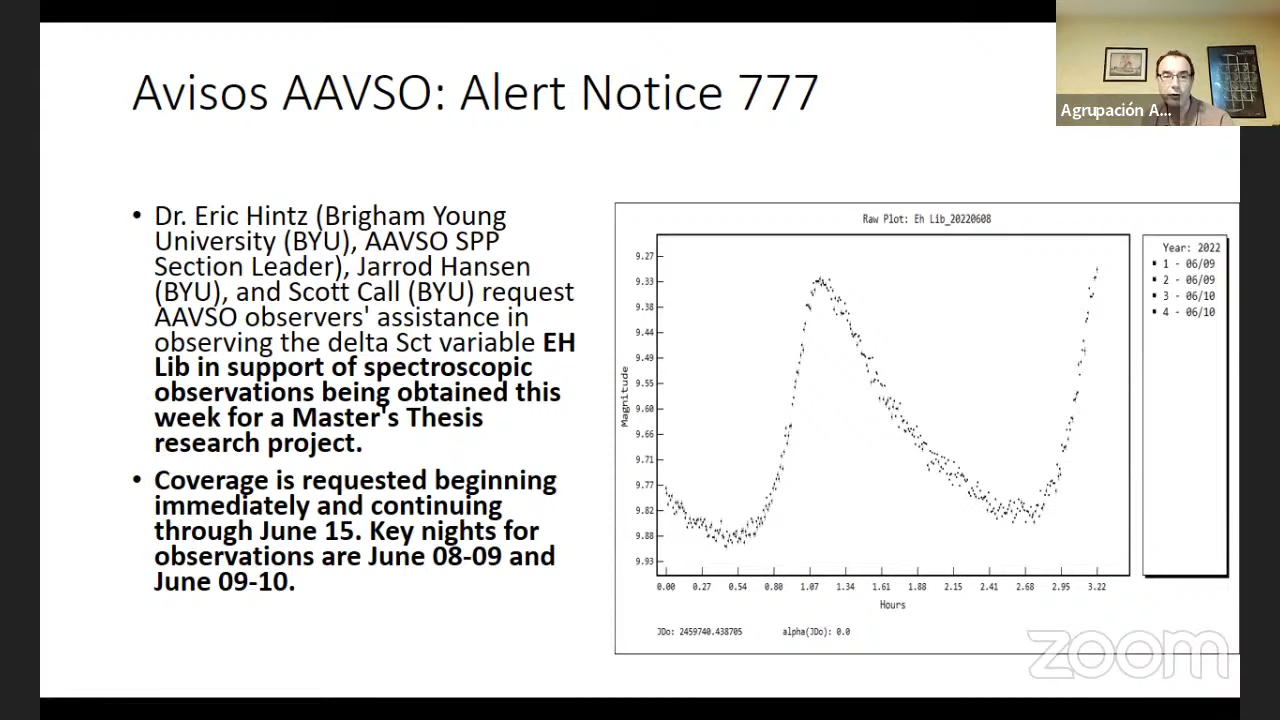 Avisos AAVSO: Alert Notice 777
Agrupación A...
• Dr. Eric Hintz (Brigham Young
University (BYU), AAVSO SPP
Section Leader), Jarrod Hansen
(BYU), and Scott Call (BYU) request
AAVSO observers' assistance in
observing the delta Sct variable EH
Lib in support of spectroscopic
observations being obtained this
week for a Master's Thesis
research project.
• Coverage is requested beginning
immediately and continuing
through June 15. Key nights for
observations are June 08-09 and
June 09-10.
Raw Plot: Eh Lib_20220608
Magnitude
9.27
9.33
9.38
9.44
9.49
9.55
9.60
9.66
9.71
9.77
9.82
9.88
9.93
0.00 0.27 0.54 0.80 1.07 1.34 1.61 1.88 2.15 2.41 2.68 2.95 3.22
Hours
JDo: 2459740.438705 alpha(JDo): 0.0
Year: 2022
1 - 06/09
2 - 06/09
3 - 06/10
4 - 06/10
zoom